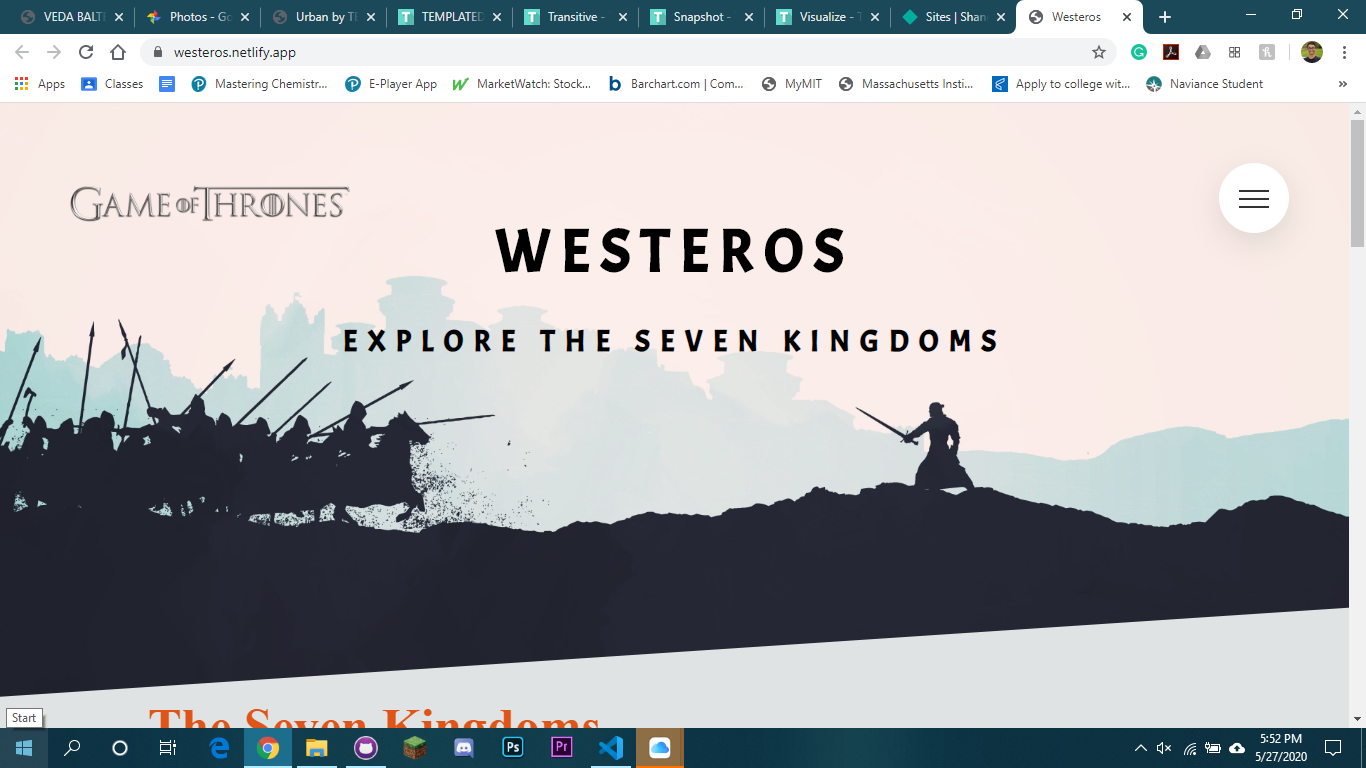 VEDA BALT
Photos - Go
Urban by TE
TEMPLATED
Transitive -
Snapshot -
Visualize - T
Sites | Shan
Westeros
westeros.netlify.app
Apps
Classes
Mastering Chemistr...
E-Player App
MarketWatch: Stock...
Barchart.com | Com...
MyMIT
Massachusetts Insti...
Apply to college wit...
Naviance Student
»
GAME OF THRONES
WESTEROS
EXPLORE THE SEVEN KINGDOMS
The Seven Kingdoms
Start
Ps
Pr
5:52 PM
5/27/2020